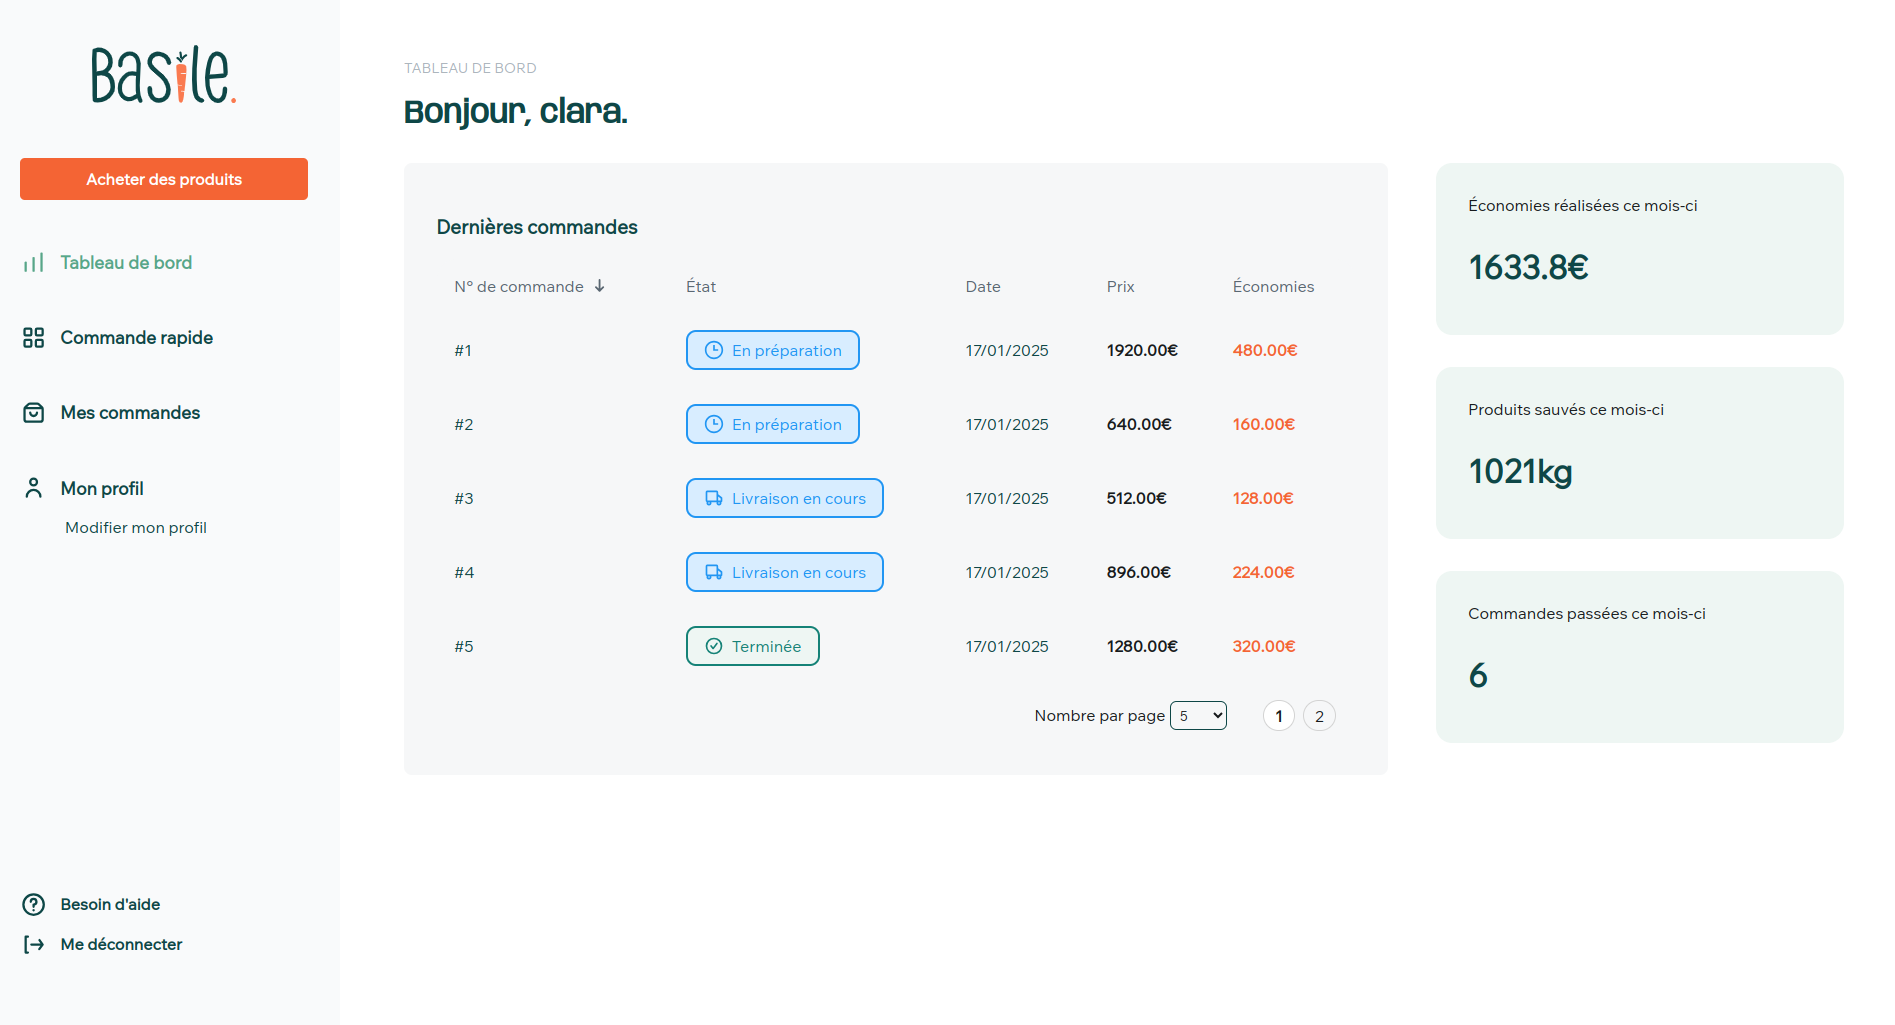 Basile.
Acheter des produits
Tableau de bord
Commande rapide
Mes commandes
Mon profil
Modifier mon profil
Besoin d'aide
Me déconnecter
TABLEAU DE BORD
Bonjour, clara.
Dernières commandes
N° de commande État Date Prix Économies
#1 En préparation 17/01/2025 1920.00€ 480.00€
#2 En préparation 17/01/2025 640.00€ 160.00€
#3 Livraison en cours 17/01/2025 512.00€ 128.00€
#4 Livraison en cours 17/01/2025 896.00€ 224.00€
#5 Terminée 17/01/2025 1280.00€ 320.00€
Nombre par page 5 1 2
Économies réalisées ce mois-ci
1633.8€
Produits sauvés ce mois-ci
1021kg
Commandes passées ce mois-ci
6